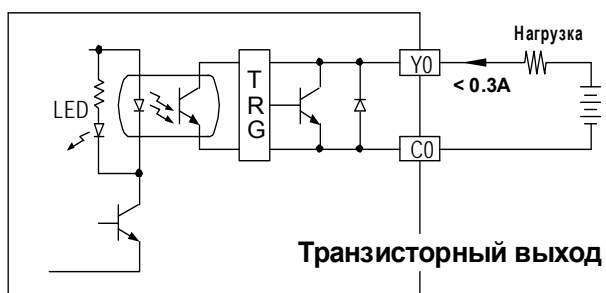 Нагрузка
Y0
< 0.3A
LED
T
R
G
C0
Транзисторный выход